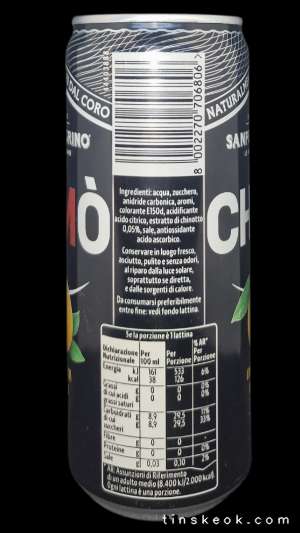 144403688
8 002270 706806 >
DAL CORO
NATURALM
SANP
GRINO
MÒ
CH
Ingredienti: acqua, zucchero,
anidride carbonica, aromi,
colorante E150d, acidificante
acido citrico, estratto di chinotto
0,05%, sale, antiossidante
acido ascorbico.
Conservare in luogo fresco,
asciutto, pulito e senza odori,
al riparo dalla luce solare,
soprattutto se diretta,
e dalle sorgenti di calore.
Da consumarsi preferibilmente
entro fine: vedi fondo lattina.
Se la porzione è 1 lattina
Dichiarazione Per Per % AR*
Nutrizionale 100 ml Porzione Per Porzione
Energia kJ 161 533 6%
kcal 38 126
Grassi g 0 0 0%
di cui acidi
grassi saturi g 0 0 0%
Carboidrati g 8,9 29,5 11%
di cui
zuccheri g 8,9 29,5 33%
Fibre g 0 0 -
Proteine g 0 0 0%
Sale g 0,03 0,10 2%
*AR: Assunzioni di Riferimento
di un adulto medio (8.400 kJ/2.000 kcal).
Ogni lattina è una porzione.
tinskeok.com